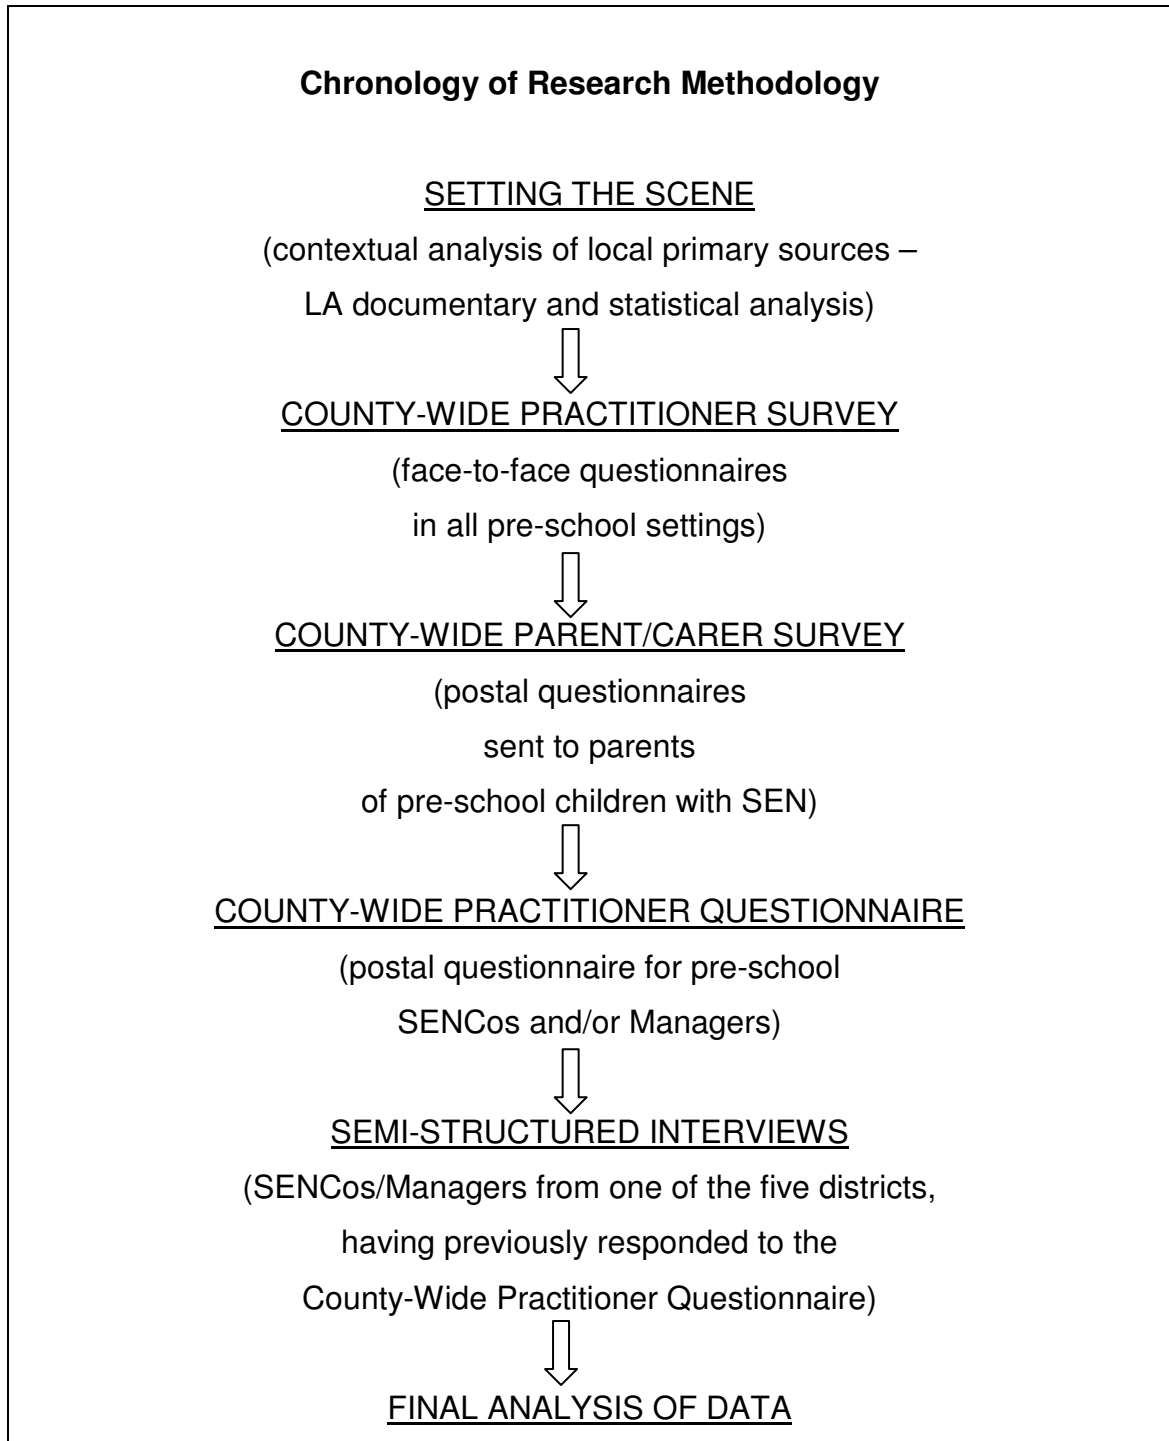 Chronology of Research Methodology
SETTING THE SCENE
(contextual analysis of local primary sources –
LA documentary and statistical analysis)
COUNTY-WIDE PRACTITIONER SURVEY
(face-to-face questionnaires
in all pre-school settings)
COUNTY-WIDE PARENT/CARER SURVEY
(postal questionnaires
sent to parents
of pre-school children with SEN)
COUNTY-WIDE PRACTITIONER QUESTIONNAIRE
(postal questionnaire for pre-school
SENCos and/or Managers)
SEMI-STRUCTURED INTERVIEWS
(SENCos/Managers from one of the five districts,
having previously responded to the
County-Wide Practitioner Questionnaire)
FINAL ANALYSIS OF DATA